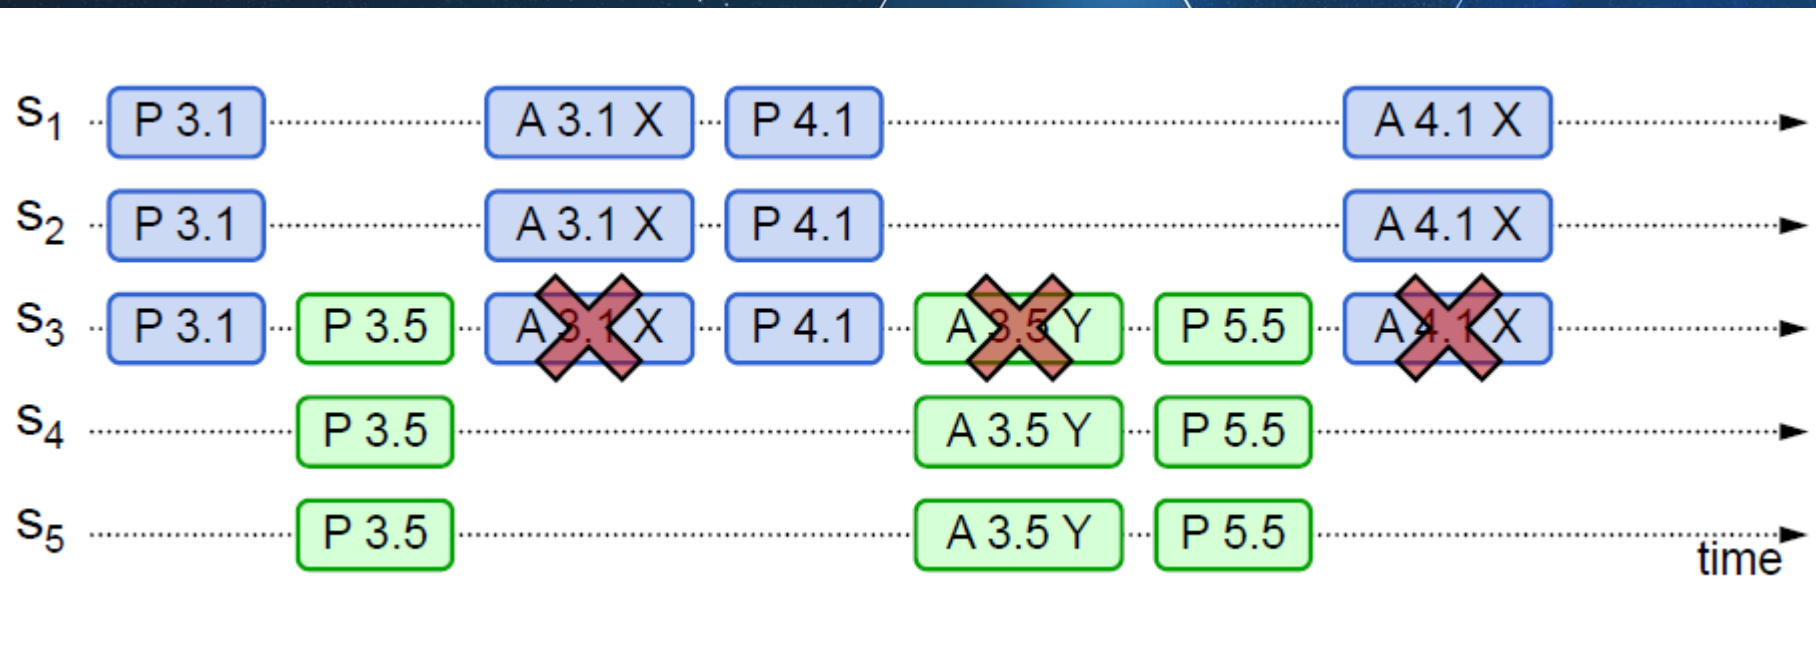 S1 P 3.1 A 3.1 X P 4.1 A 4.1 X
S2 P 3.1 A 3.1 X P 4.1 A 4.1 X
S3 P 3.1 P 3.5 A 3.1 X P 4.1 A 3.5 Y P 5.5 A 4.1 X
S4 P 3.5 A 3.5 Y P 5.5
S5 P 3.5 A 3.5 Y P 5.5
time